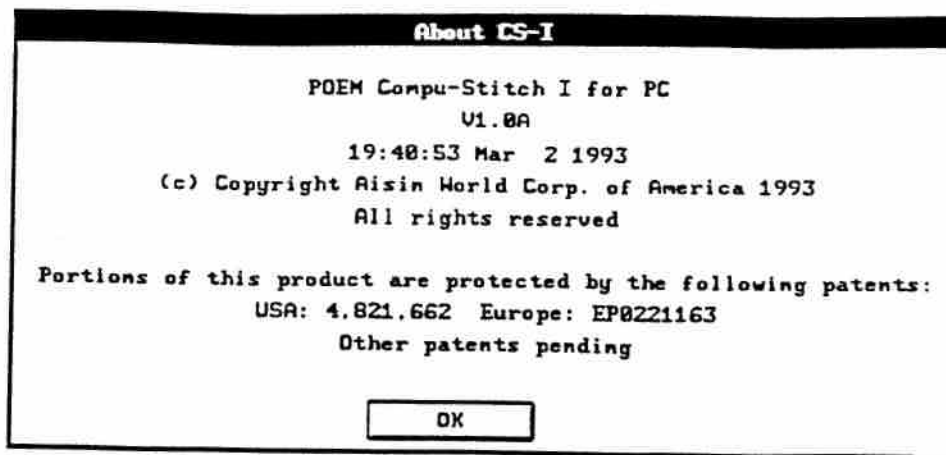 About CS-I
POEM Compu-Stitch I for PC
V1.0A
19:40:53 Mar 2 1993
(c) Copyright Aisin World Corp. of America 1993
All rights reserved
Portions of this product are protected by the following patents:
USA: 4,821,662 Europe: EP0221163
Other patents pending
OK